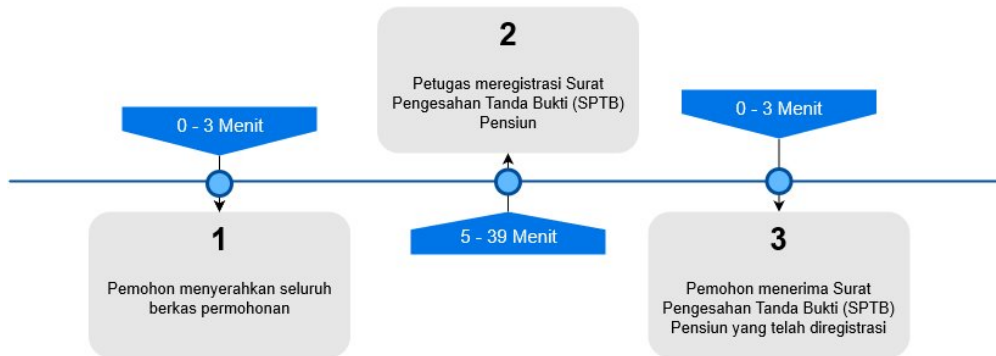 0 - 3 Menit
1
Pemohon menyerahkan seluruh
berkas permohonan
2
Petugas meregistrasi Surat
Pengesahan Tanda Bukti (SPTB)
Pensiun
5 - 39 Menit
0 - 3 Menit
3
Pemohon menerima Surat
Pengesahan Tanda Bukti (SPTB)
Pensiun yang telah diregistrasi